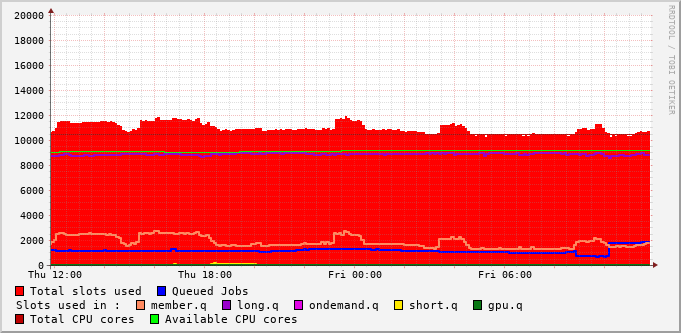 20000
18000
16000
14000
12000
10000
8000
6000
4000
2000
0
Thu 12:00 Thu 18:00 Fri 00:00 Fri 06:00
Total slots used Queued Jobs
Slots used in : member.q long.q ondemand.q short.q gpu.q
Total CPU cores Available CPU cores
RRDTOOL / TOBI OETIKER